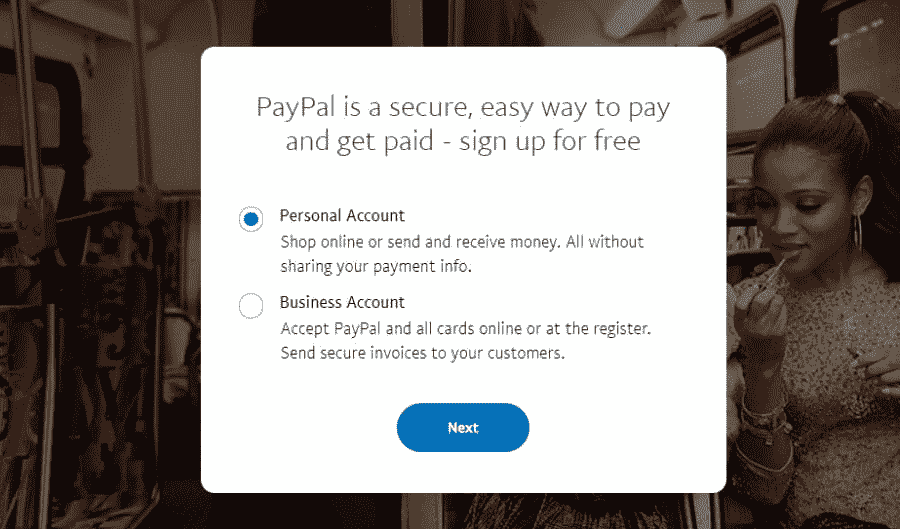 PayPal is a secure, easy way to pay
and get paid - sign up for free
Personal Account
Shop online or send and receive money. All without
sharing your payment info.
Business Account
Accept PayPal and all cards online or at the register.
Send secure invoices to your customers.
Next